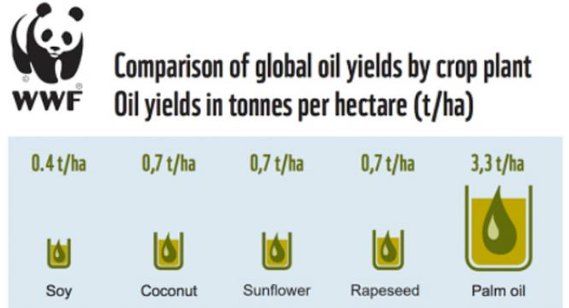 WWF
Comparison of global oil yields by crop plant
Oil yields in tonnes per hectare (t/ha)
0.4 t/ha 0,7 t/ha 0,7 t/ha 0,7 t/ha 3,3 t/ha
Soy Coconut Sunflower Rapeseed Palm oil